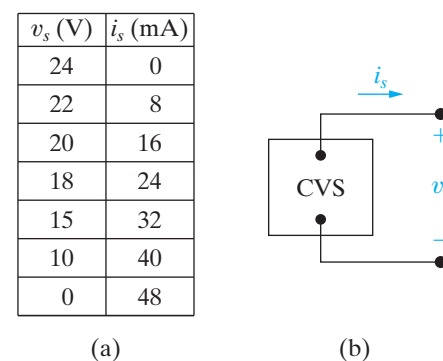 v_s (V) i_s (mA)
24 0
22 8
20 16
18 24
15 32
10 40
0 48
(a)
i_s
+
CVS
v
−
(b)